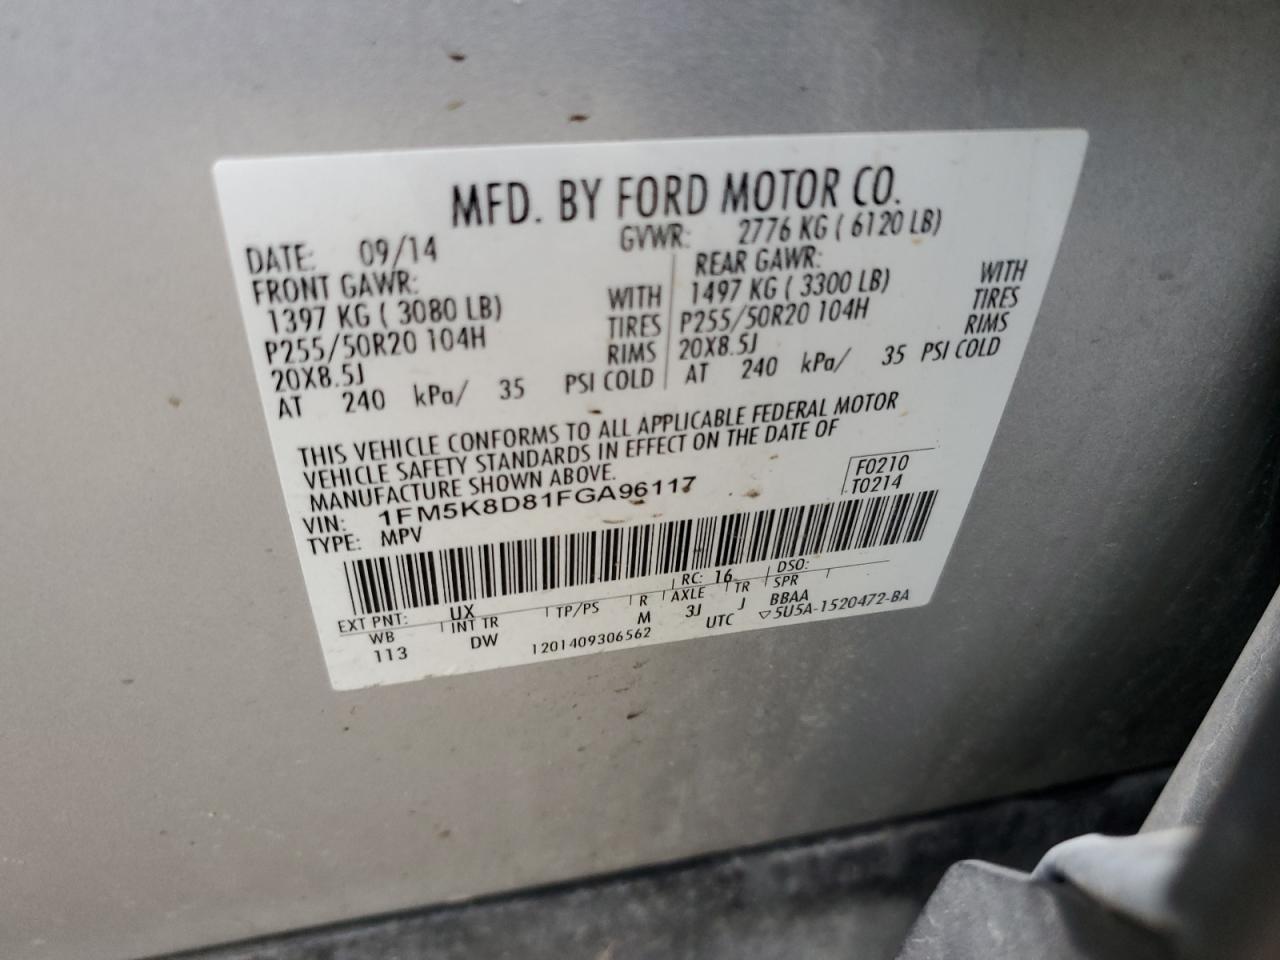 MFD. BY FORD MOTOR CO.
DATE: 09/14 GVWR: 2776 KG ( 6120 LB)
FRONT GAWR: REAR GAWR:
1397 KG ( 3080 LB) WITH 1497 KG ( 3300 LB) WITH
P255/50R20 104H TIRES P255/50R20 104H TIRES
20X8.5J RIMS 20X8.5J RIMS
AT 240 kPa/ 35 PSI COLD AT 240 kPa/ 35 PSI COLD
THIS VEHICLE CONFORMS TO ALL APPLICABLE FEDERAL MOTOR
VEHICLE SAFETY STANDARDS IN EFFECT ON THE DATE OF
MANUFACTURE SHOWN ABOVE.
VIN: 1FM5K8D81FGA96117 F0210
TYPE: MPV T0214
EXT PNT: UX RC: 16 DSO:
WB INT TR TP/PS R AXLE TR SPR
113 DW M 3J J BBAA
1201409306562 UTC ▽5U5A-1520472-BA